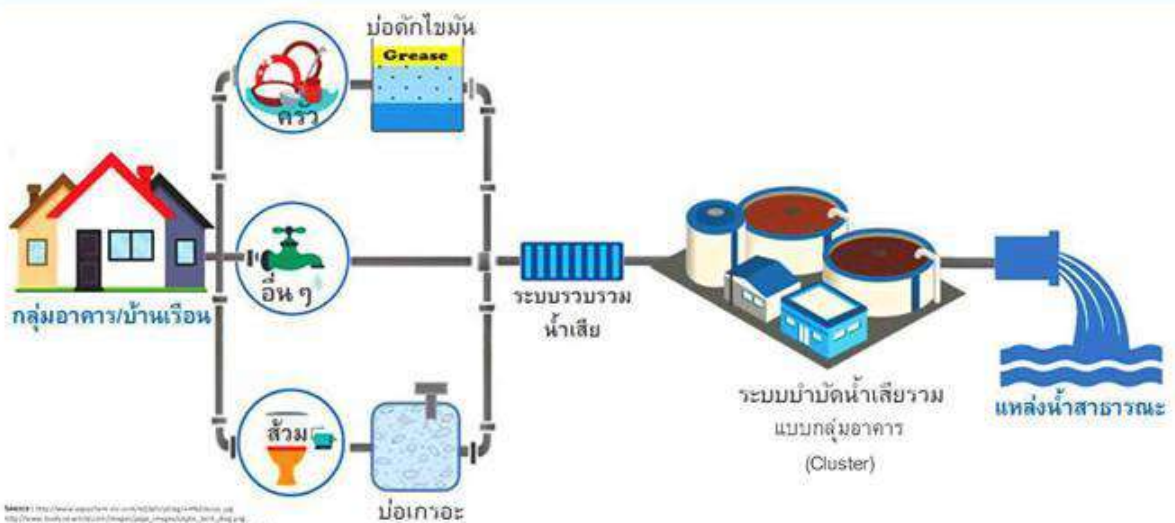 บ่อดักไขมัน
Grease
ครัว
กลุ่มอาคาร/บ้านเรือน
อื่น ๆ
ระบบรวบรวม
น้ำเสีย
ส้วม
บ่อเกรอะ
ระบบบำบัดน้ำเสียรวม
แบบกลุ่มอาคาร
(Cluster)
แหล่งน้ำสาธารณะ
Source :